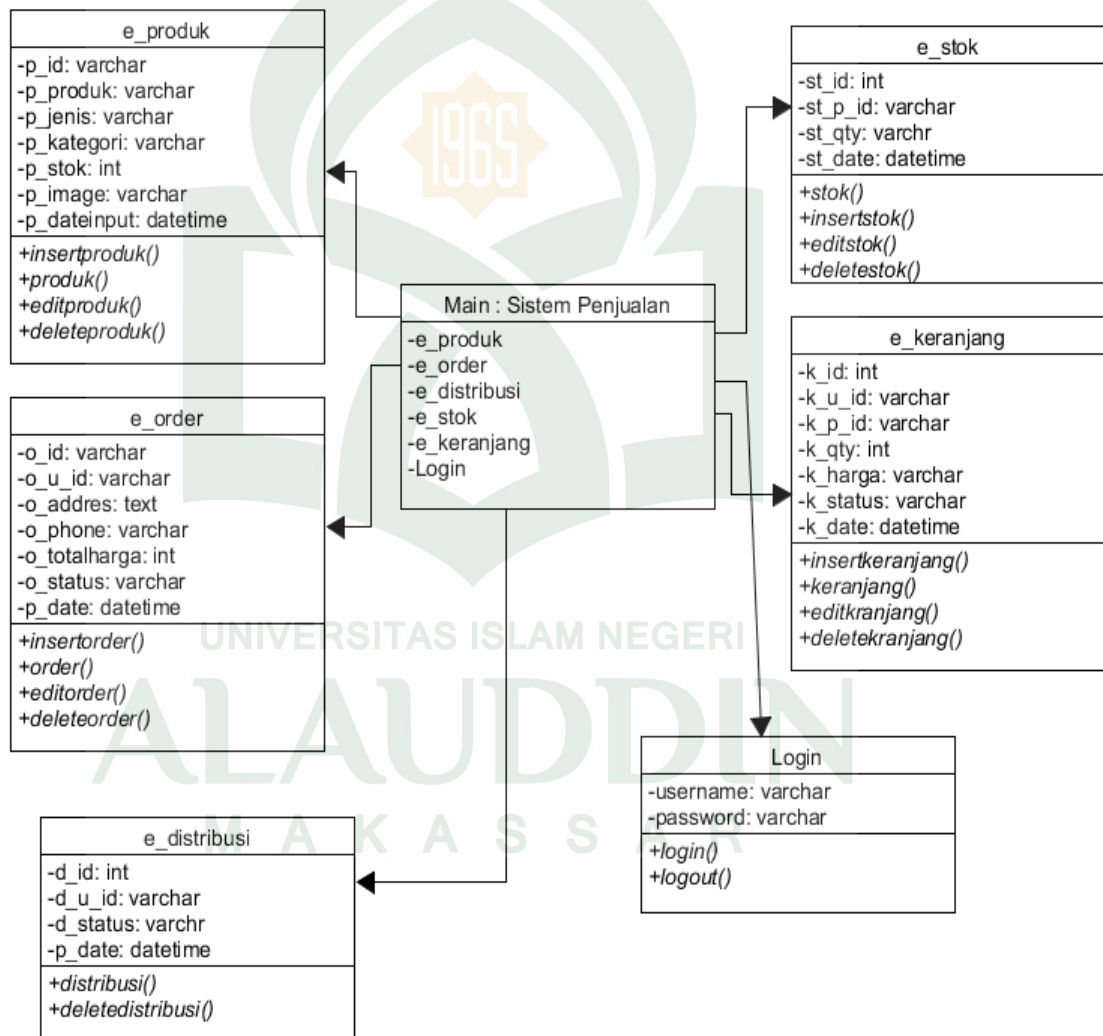 e_produk
-p_id: varchar
-p_produk: varchar
-p_jenis: varchar
-p_kategori: varchar
-p_stok: int
-p_image: varchar
-p_dateinput: datetime
+insertproduk()
+produk()
+editproduk()
+deleteproduk()
e_stok
-st_id: int
-st_p_id: varchar
-st_qty: varchr
-st_date: datetime
+stok()
+insertstok()
+editstok()
+deletestok()
1965
Main : Sistem Penjualan
-e_produk
-e_order
-e_distribusi
-e_stok
-e_keranjang
-Login
e_order
-o_id: varchar
-o_u_id: varchar
-o_addres: text
-o_phone: varchar
-o_totalharga: int
-o_status: varchar
-p_date: datetime
+insertorder()
+order()
+editorder()
+deleteorder()
e_keranjang
-k_id: int
-k_u_id: varchar
-k_p_id: varchar
-k_qty: int
-k_harga: varchar
-k_status: varchar
-k_date: datetime
+insertkeranjang()
+keranjang()
+editkranjang()
+deletekranjang()
UNIVERSITAS ISLAM NEGERI
ALAUDDIN
MAKASSAR
Login
-username: varchar
-password: varchar
+login()
+logout()
e_distribusi
-d_id: int
-d_u_id: varchar
-d_status: varchr
-p_date: datetime
+distribusi()
+deletedistribusi()